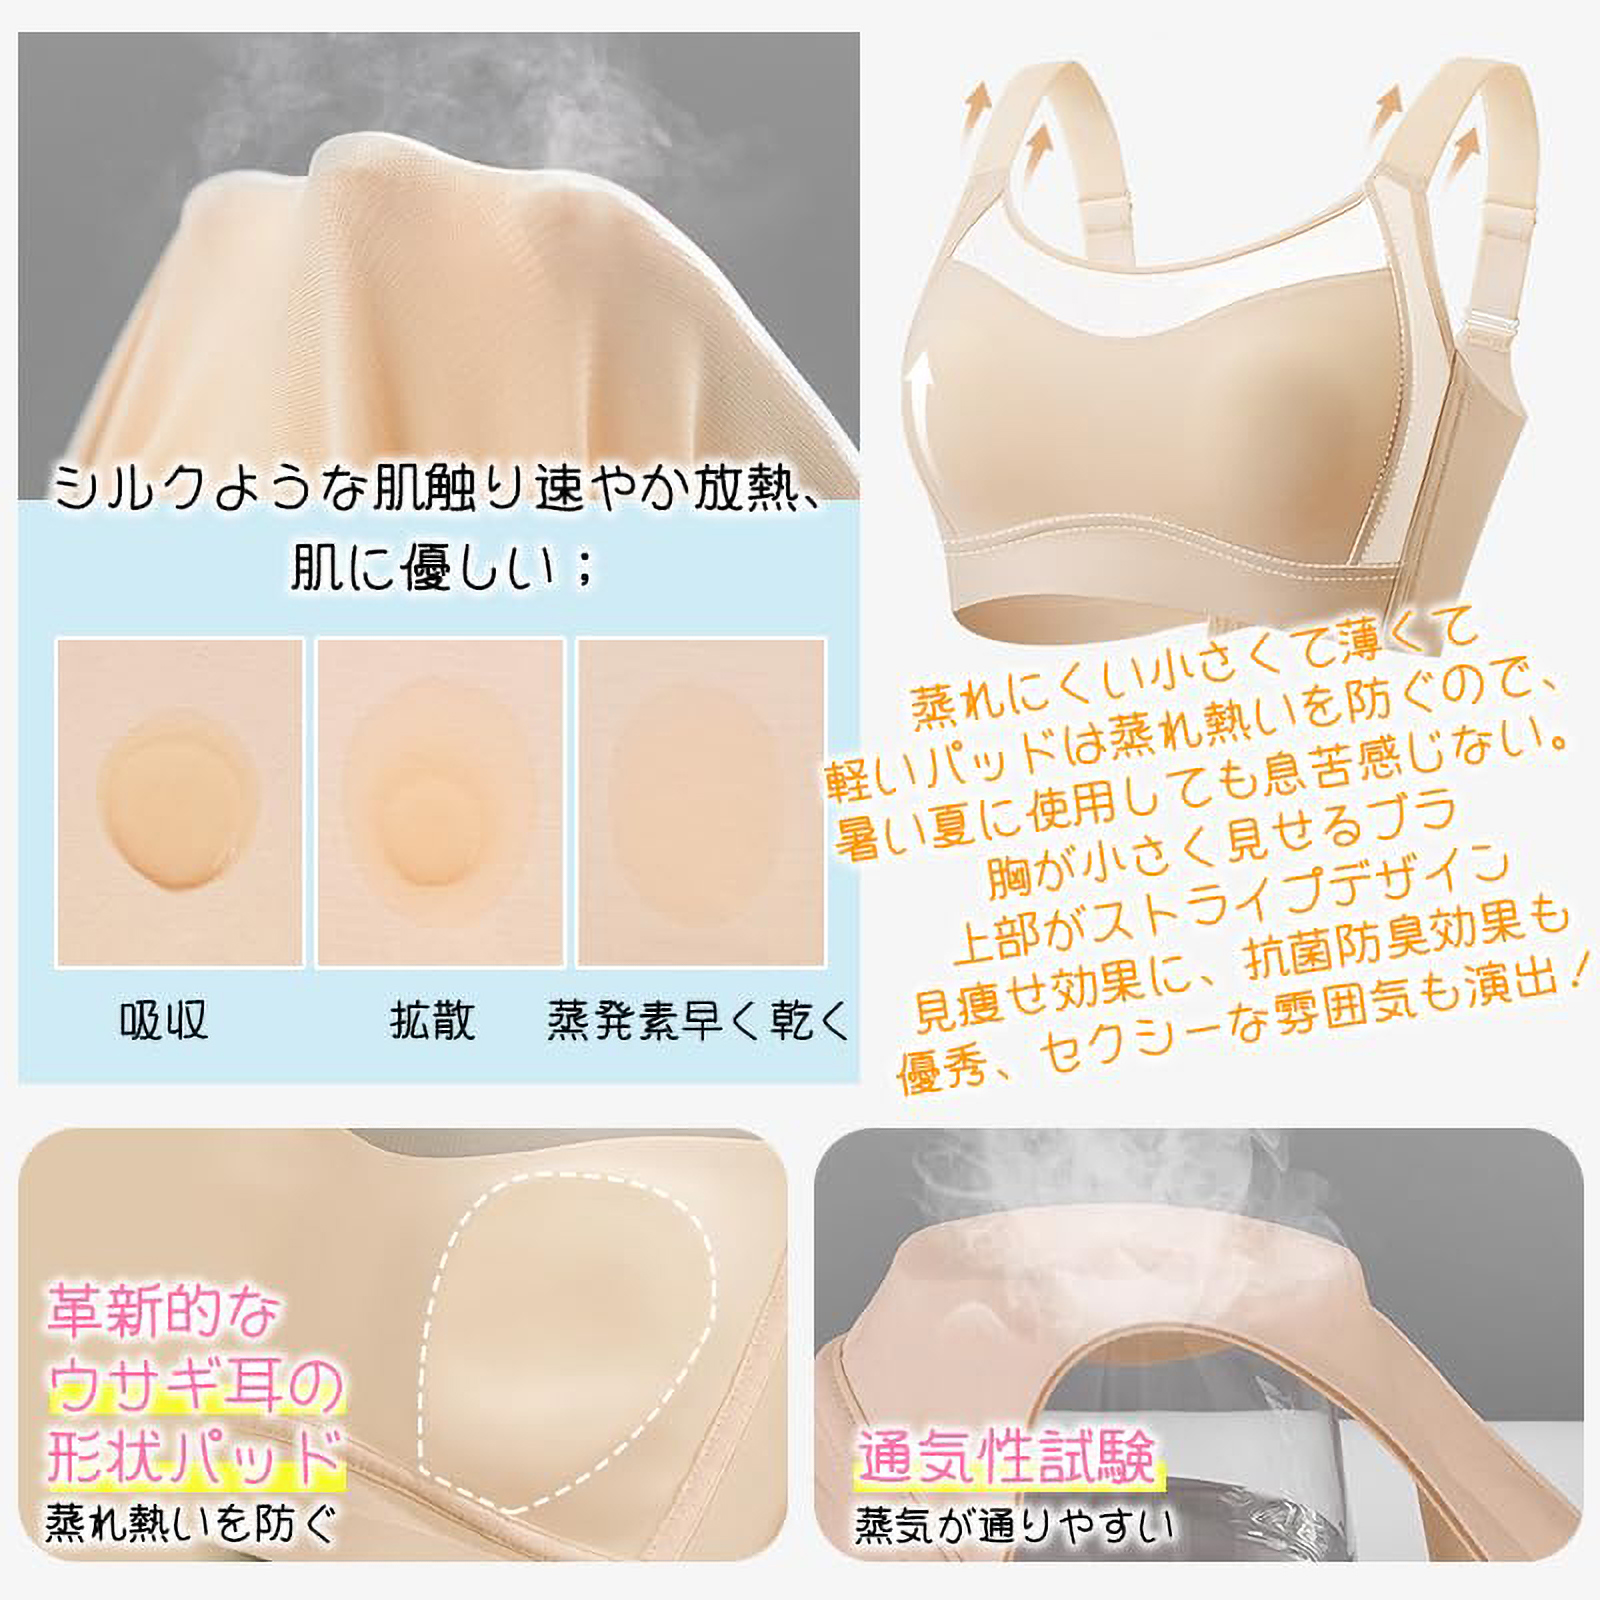 シルクような肌触り速やか放熱、
肌に優しい；
吸収
拡散
蒸発素早く乾く
蒸れにくい小さくて薄くて
軽いパッドは蒸れ熱いを防ぐので、
暑い夏に使用しても息苦感じない。
胸が小さく見せるブラ
上部がストライプデザイン
見痩せ効果に、抗菌防臭効果も
優秀、セクシーな雰囲気も演出！
革新的な
ウサギ耳の
形状パッド
蒸れ熱いを防ぐ
通気性試験
蒸気が通りやすい